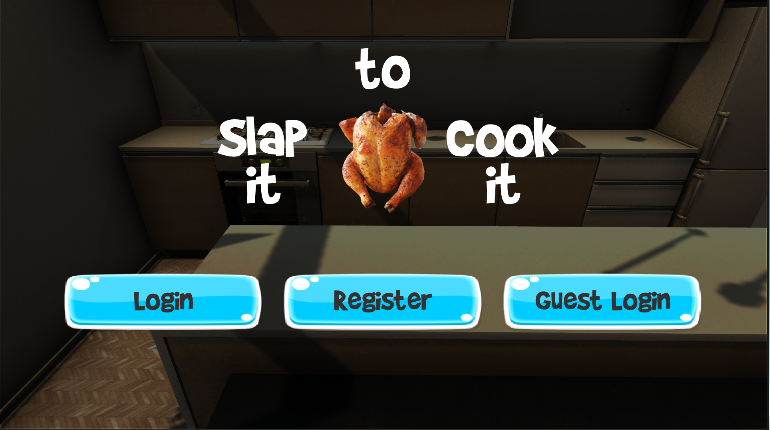 to
Slap it
Cook it
Login
Register
Guest Login